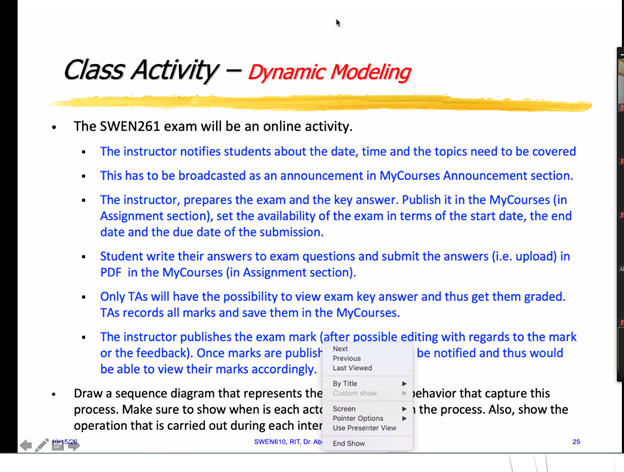 Class Activity – Dynamic Modeling
• The SWEN261 exam will be an online activity.
▪ The instructor notifies students about the date, time and the topics need to be covered
▪ This has to be broadcasted as an announcement in MyCourses Announcement section.
▪ The instructor, prepares the exam and the key answer. Publish it in the MyCourses (in
Assignment section), set the availability of the exam in terms of the start date, the end
date and the due date of the submission.
▪ Student write their answers to exam questions and submit the answers (i.e. upload) in
PDF in the MyCourses (in Assignment section).
▪ Only TAs will have the possibility to view exam key answer and thus get them graded.
TAs records all marks and save them in the MyCourses.
▪ The instructor publishes the exam mark (after possible editing with regards to the mark
or the feedback). Once marks are be notified and thus would
be able to view their marks accordingly.
• Draw a sequence diagram that represents the behavior that capture this
process. Make sure to show when is each the process. Also, show the
operation that is carried out during each
Next
Previous
Last Viewed
By Title
Custom show
Screen
Pointer Options
Use Presenter View
End Show
SWEN610, RIT, Dr.
25